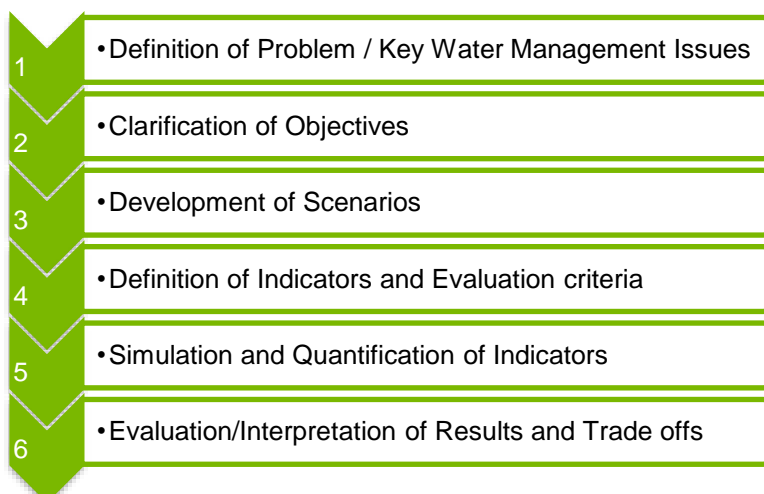 1 •Definition of Problem / Key Water Management Issues
2 •Clarification of Objectives
3 •Development of Scenarios
4 •Definition of Indicators and Evaluation criteria
5 •Simulation and Quantification of Indicators
6 •Evaluation/Interpretation of Results and Trade offs